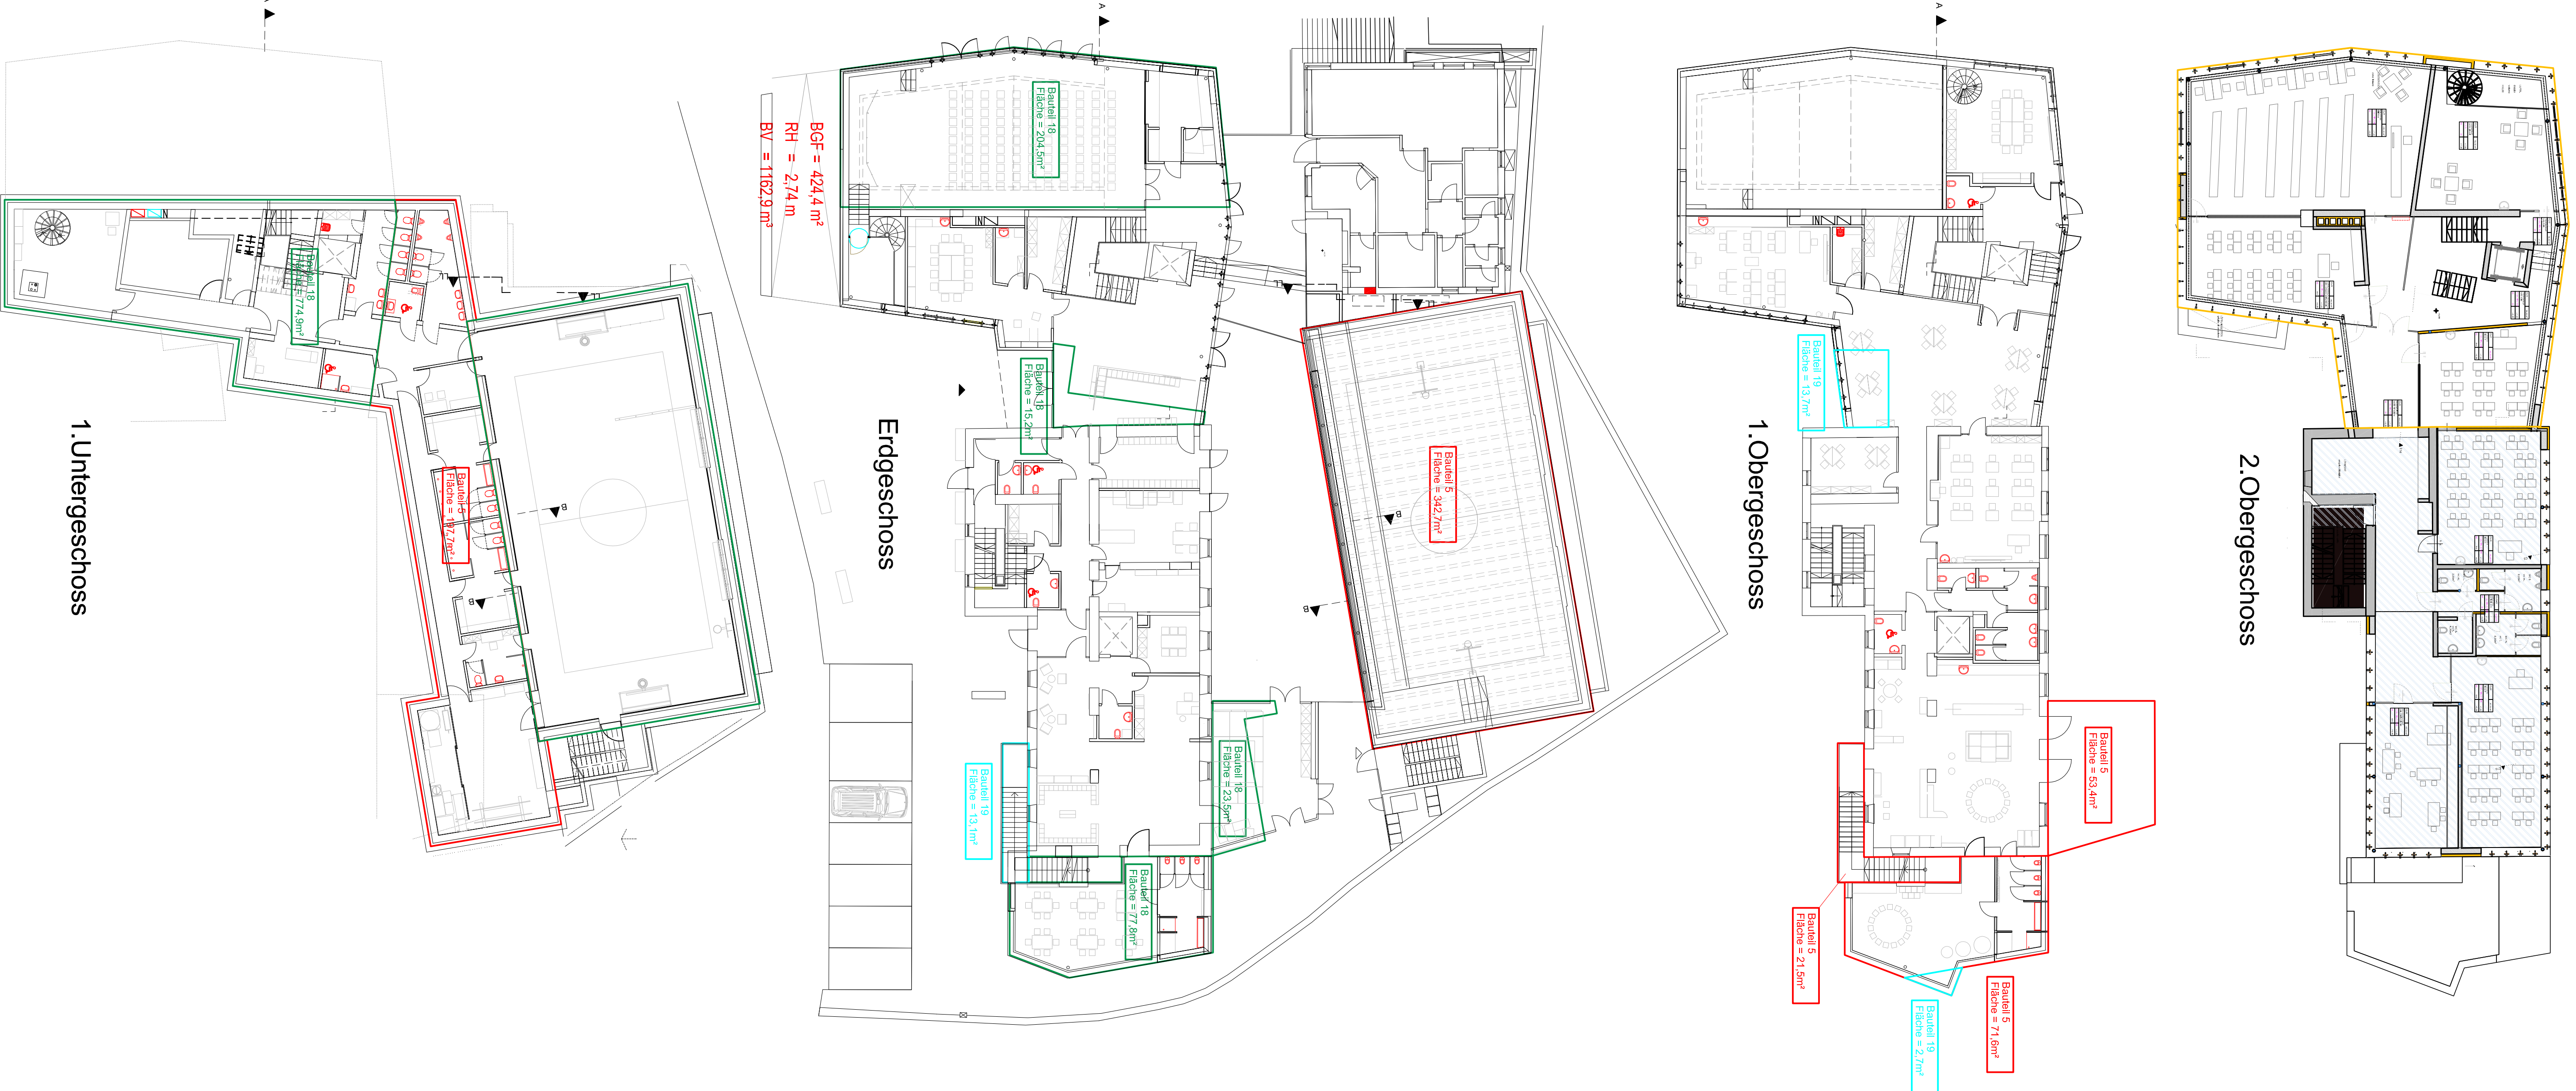 1.Untergeschoss
Bauteil 18
Fläche = 774,9m²
Bauteil 5
Fläche = 197,7m²
B
B
Erdgeschoss
A
BGF = 424,4 m²
RH = 2,74 m
BV = 1162,9 m³
Bauteil 18
Fläche = 204,5m²
Bauteil 18
Fläche = 15,2m²
Bauteil 5
Fläche = 342,7m²
B
B
Bauteil 18
Fläche = 23,5m²
Bauteil 19
Fläche = 13,1m²
Bauteil 18
Fläche = 77,8m²
1.Obergeschoss
A
Bauteil 19
Fläche = 13,7m²
Bauteil 5
Fläche = 53,4m²
Bauteil 5
Fläche = 21,5m²
Bauteil 5
Fläche = 71,6m²
Bauteil 19
Fläche = 2,7m²
2.Obergeschoss